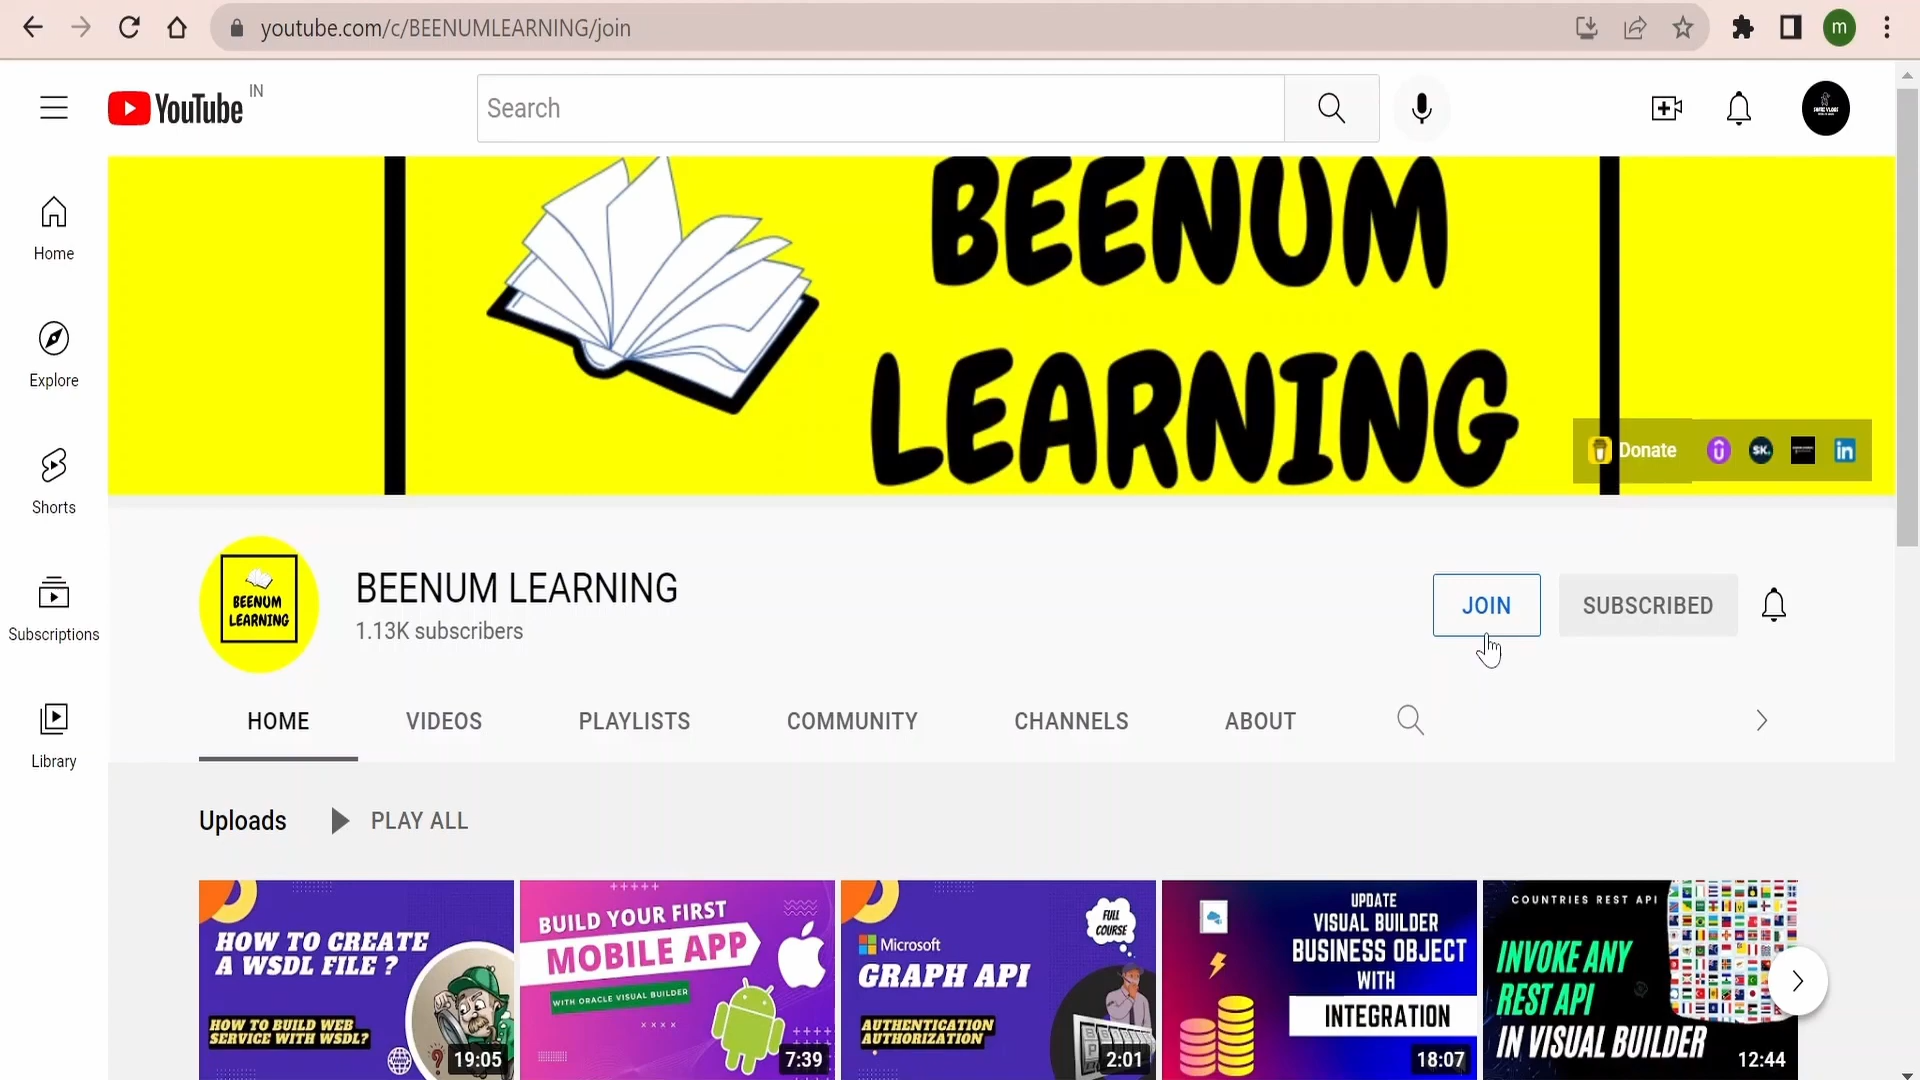 youtube.com/c/BEENUMLEARNING/join
m
YouTube IN
Search
Home
Explore
Shorts
Subscriptions
Library
BEENUM
LEARNING
Donate
SK.
in
BEENUM
LEARNING
BEENUM LEARNING
1.13K subscribers
JOIN
SUBSCRIBED
HOME
VIDEOS
PLAYLISTS
COMMUNITY
CHANNELS
ABOUT
Uploads
PLAY ALL
HOW TO CREATE
A WSDL FILE ?
HOW TO BUILD WEB
SERVICE WITH WSDL?
19:05
BUILD YOUR FIRST
MOBILE APP
WITH ORACLE VISUAL BUILDER
7:39
FULL
COURSE
Microsoft
GRAPH API
AUTHENTICATION
AUTHORIZATION
2:01
UPDATE
VISUAL BUILDER
BUSINESS OBJECT
WITH
INTEGRATION
18:07
COUNTRIES REST API
INVOKE ANY
REST API
IN VISUAL BUILDER
12:44